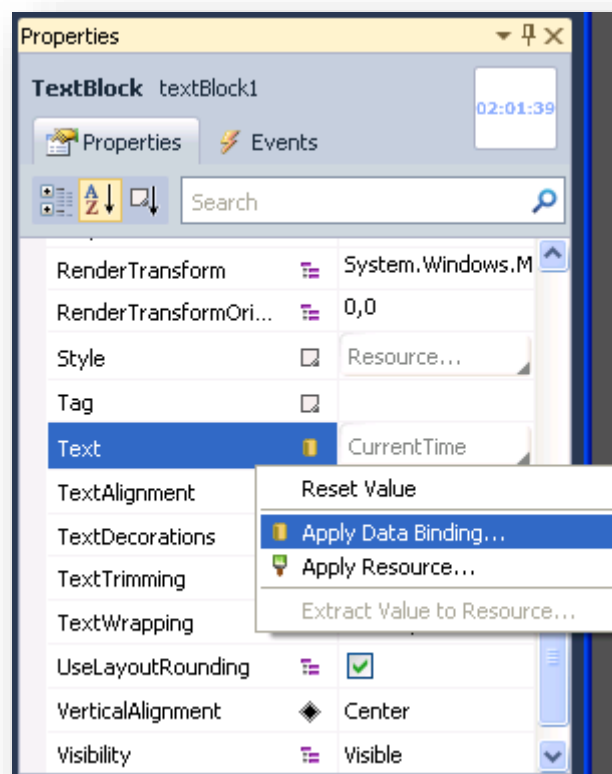 Properties
TextBlock textBlock1
02:01:39
Properties Events
Search
RenderTransform System.Windows.M
RenderTransformOri... 0,0
Style Resource...
Tag
Text CurrentTime
TextAlignment Reset Value
TextDecorations Apply Data Binding...
TextTrimming Apply Resource...
TextWrapping Extract Value to Resource...
UseLayoutRounding
VerticalAlignment Center
Visibility Visible